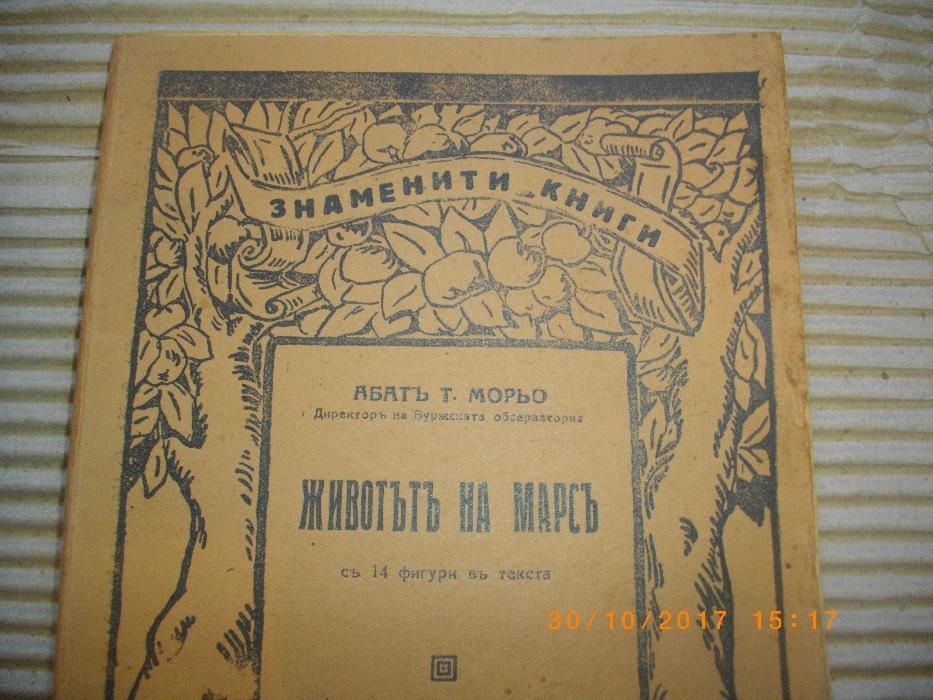 ЗНАМЕНИТИ КНИГИ
АБАТЪ Т. МОРЬО
Директоръ на Буржската обсерватория
ЖИВОТЪТЪ НА МАРСЪ
съ 14 фигури въ текста
30/10/2017 15:17